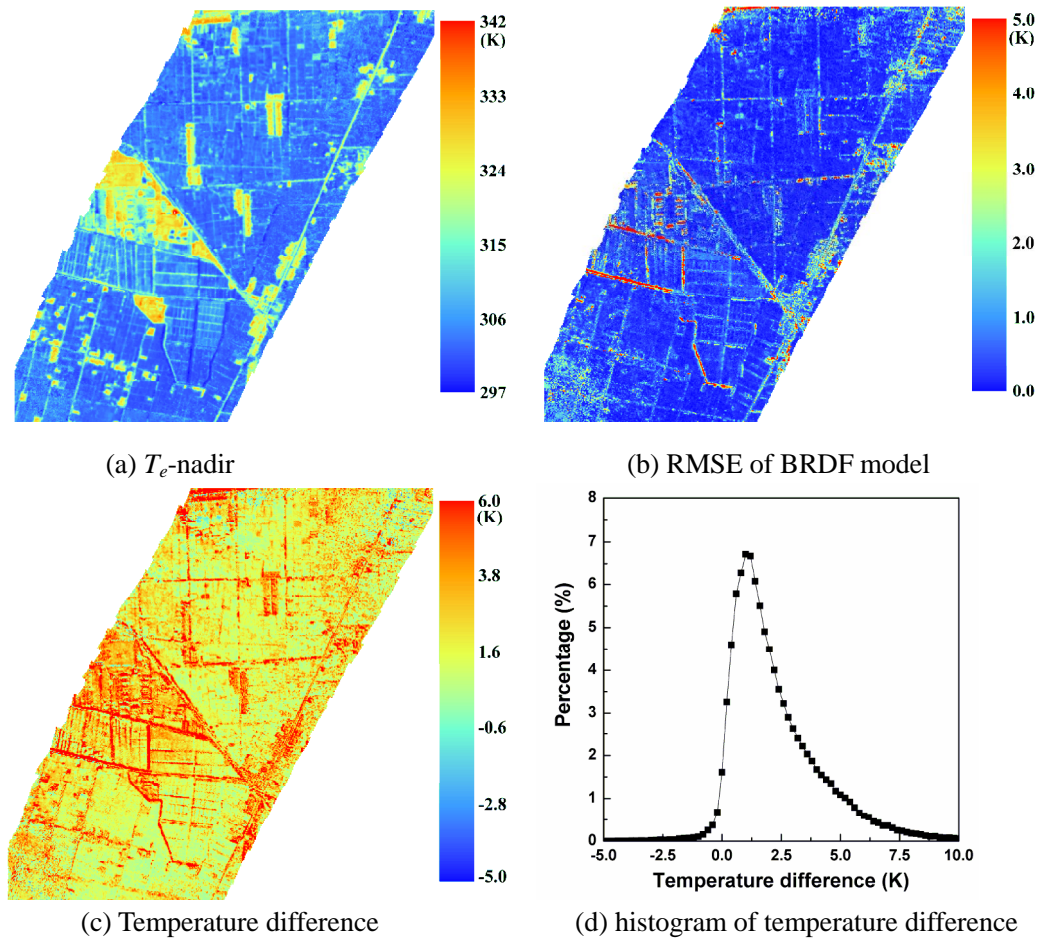 342
(K)
333
324
315
306
297
5.0
(K)
4.0
3.0
2.0
1.0
0.0
(a) Te-nadir
(b) RMSE of BRDF model
6.0
(K)
3.8
1.6
-0.6
-2.8
-5.0
8
7
6
5
4
3
2
1
0
Percentage (%)
-5.0 -2.5 0.0 2.5 5.0 7.5 10.0
Temperature difference (K)
(c) Temperature difference
(d) histogram of temperature difference